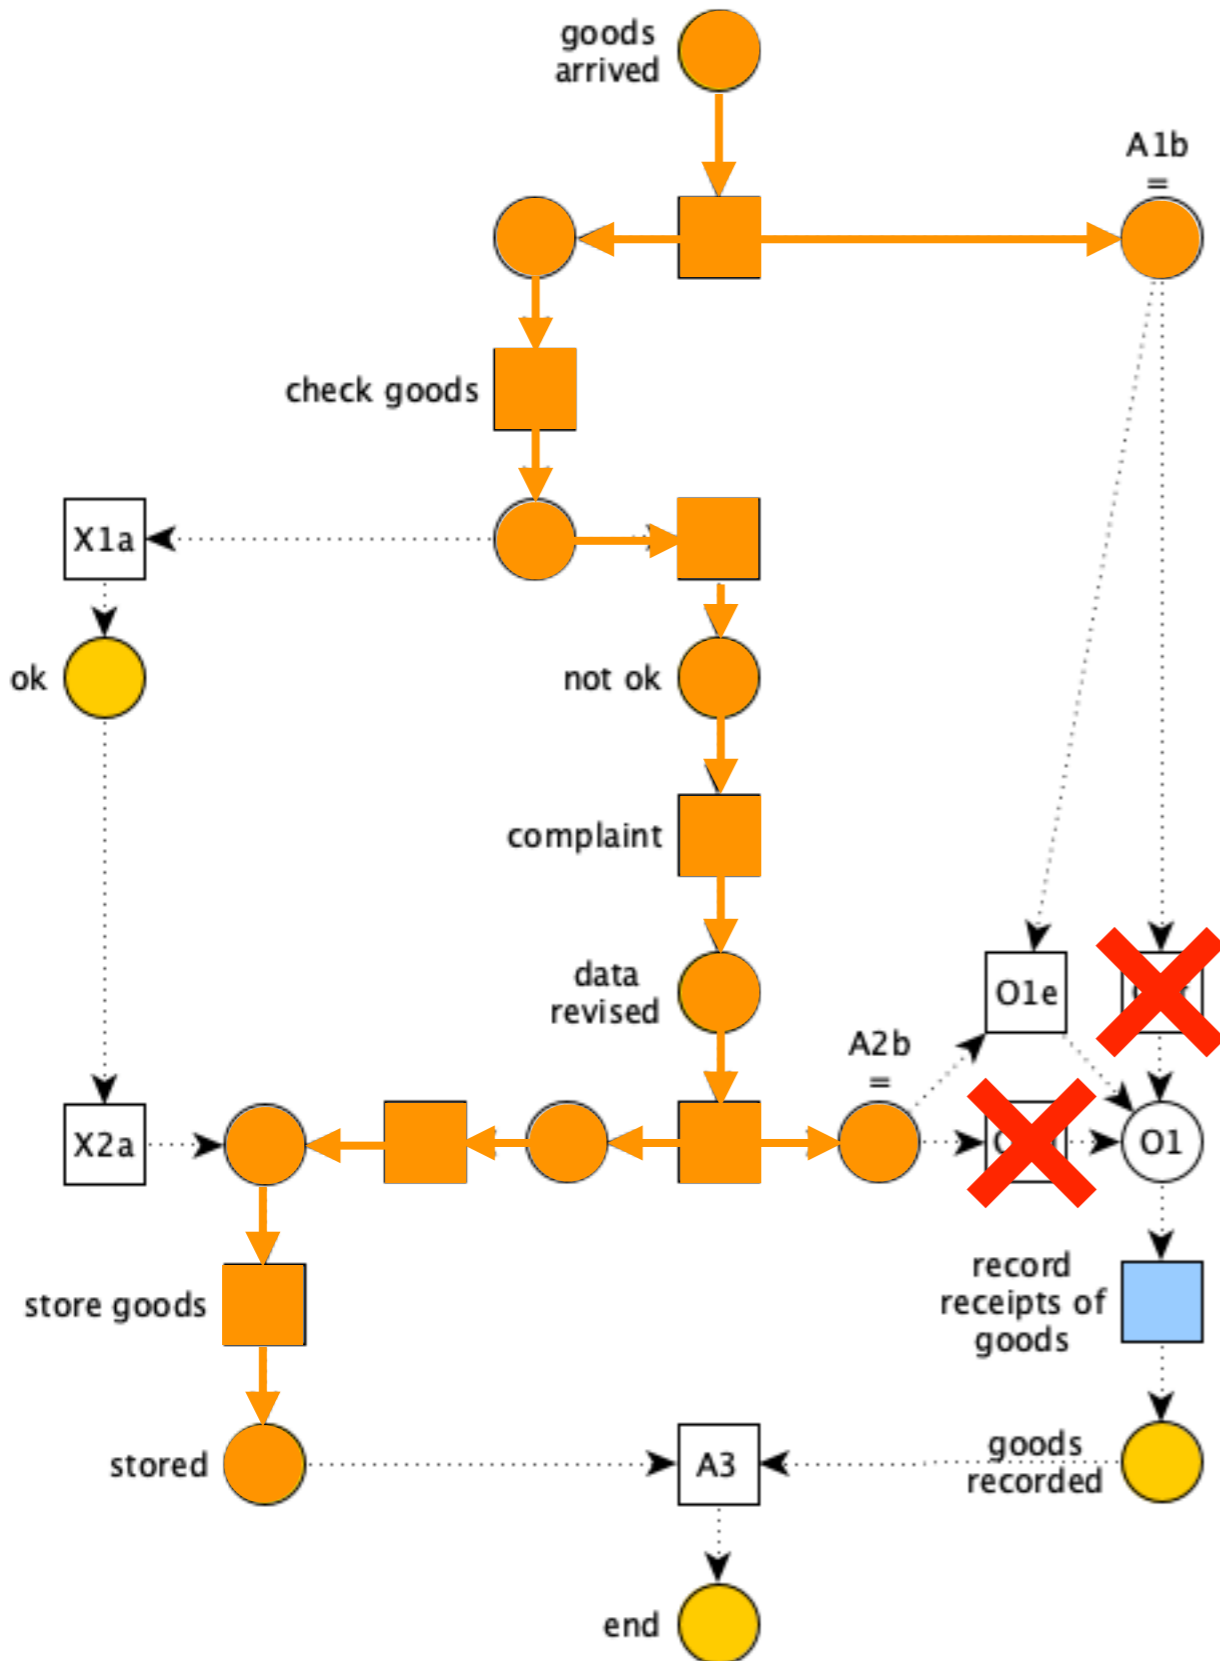 goods
arrived
A1b
=
check goods
X1a
ok
not ok
complaint
data
revised
O1e
A2b
=
X2a
O1
store goods
record
receipts of
goods
stored
A3
goods
recorded
end